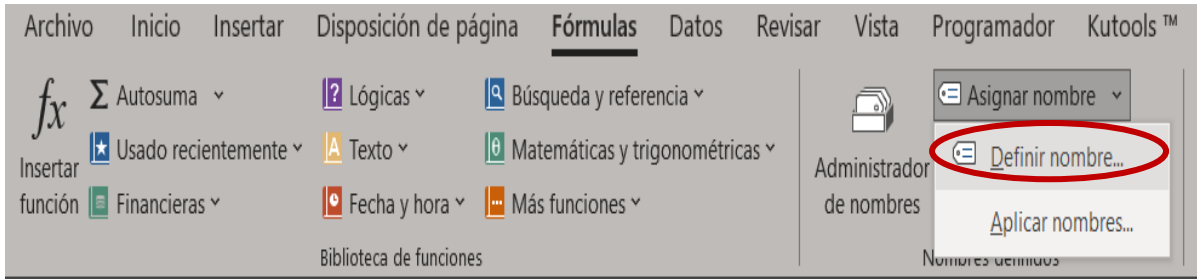 Archivo Inicio Insertar Disposición de página Fórmulas Datos Revisar Vista Programador Kutools ™
fx Σ Autosuma Lógicas Búsqueda y referencia Asignar nombre
Usado recientemente Texto Matemáticas y trigonométricas Definir nombre...
Insertar función Financieras Fecha y hora Más funciones Administrador de nombres Aplicar nombres...
Biblioteca de funciones Nombres definidos